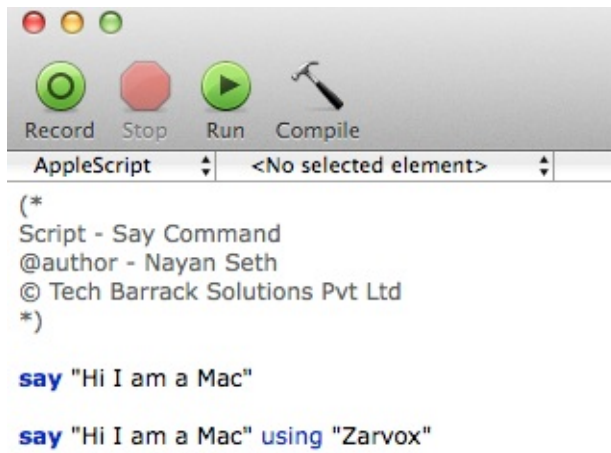 Record Stop Run Compile
AppleScript <No selected element>
(*
Script - Say Command
@author - Nayan Seth
© Tech Barrack Solutions Pvt Ltd
*)
say "Hi I am a Mac"
say "Hi I am a Mac" using "Zarvox"